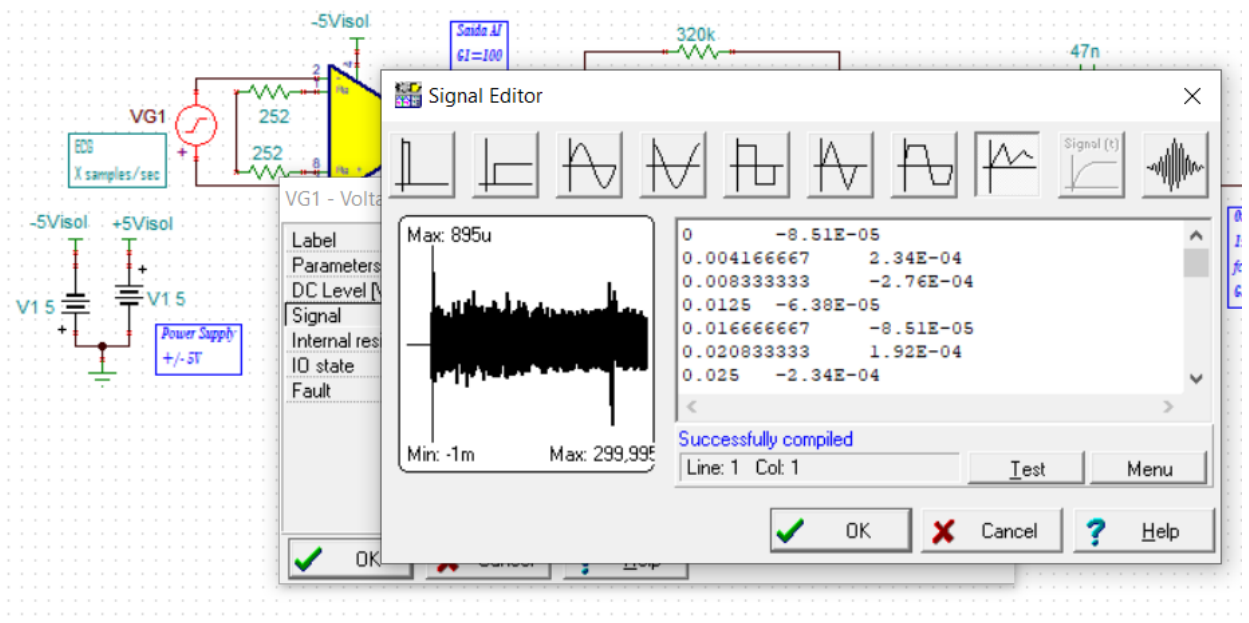 -5Visol
Saida AI
G1=100
320k
47n
2
1
252
VG1
ECG
X samples/sec
252
8
-5Visol
+5Visol
V1 5
V1 5
Power Supply
+/- 5V
VG1 - Volta
Label
Parameters
DC Level [V
Signal
Internal resi
IO state
Fault
OK
Cancel
Help
Signal Editor
Signal (t)
Max: 895u
Min: -1m
Max: 299,995
0 -8.51E-05
0.004166667 2.34E-04
0.008333333 -2.76E-04
0.0125 -6.38E-05
0.016666667 -8.51E-05
0.020833333 1.92E-04
0.025 -2.34E-04
Successfully compiled
Line: 1 Col: 1
Test
Menu
OK
Cancel
Help